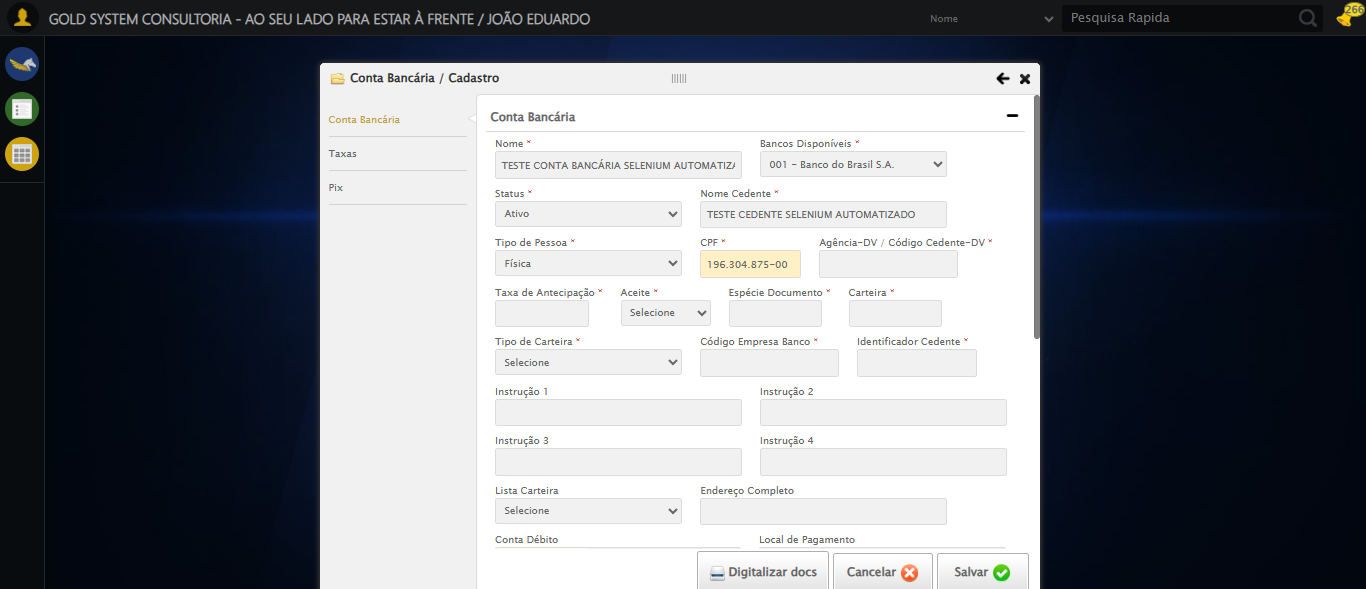 GOLD SYSTEM CONSULTORIA - AO SEU LADO PARA ESTAR À FRENTE / JOÃO EDUARDO
Nome
Pesquisa Rapida
266
Conta Bancária / Cadastro
Conta Bancária
Taxas
Pix
Conta Bancária
Nome *
Bancos Disponíveis *
TESTE CONTA BANCÁRIA SELENIUM AUTOMATIZA
001 - Banco do Brasil S.A.
Status *
Nome Cedente *
Ativo
TESTE CEDENTE SELENIUM AUTOMATIZADO
Tipo de Pessoa *
CPF *
Agência-DV / Código Cedente-DV *
Física
196.304.875-00
Taxa de Antecipação *
Aceite *
Espécie Documento *
Carteira *
Selecione
Tipo de Carteira *
Código Empresa Banco *
Identificador Cedente *
Selecione
Instrução 1
Instrução 2
Instrução 3
Instrução 4
Lista Carteira
Endereço Completo
Selecione
Conta Débito
Local de Pagamento
Digitalizar docs
Cancelar
Salvar